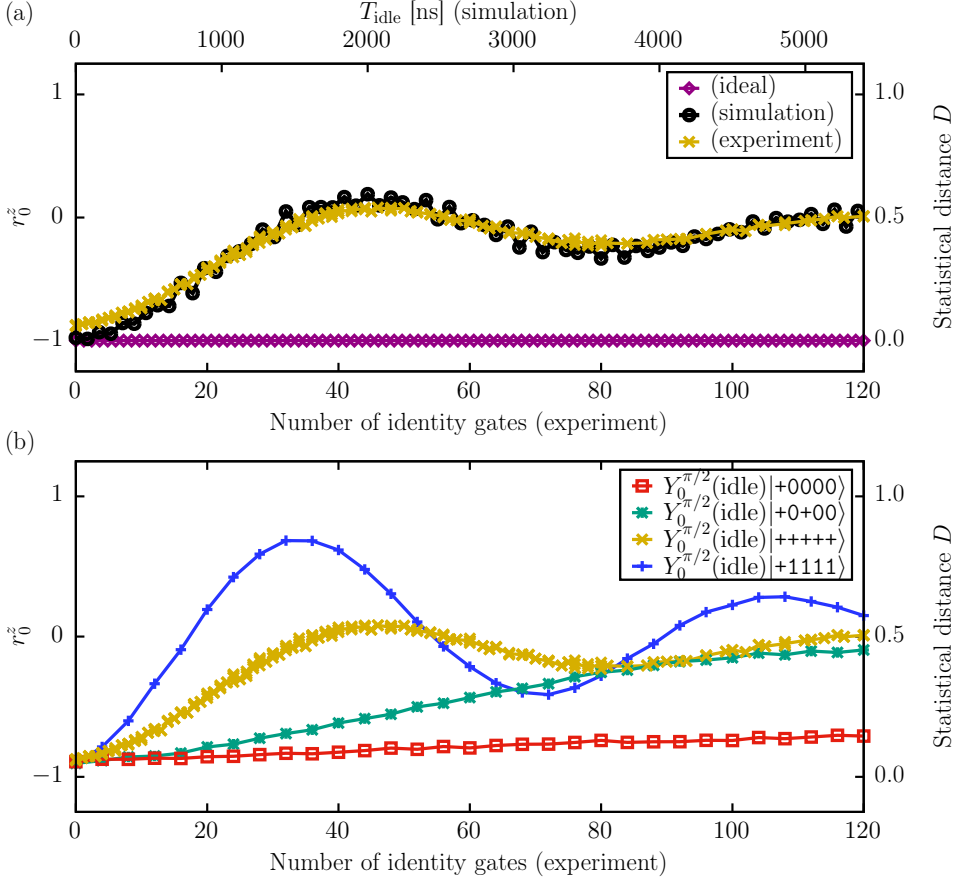 (a)
T_idle [ns] (simulation)
0 1000 2000 3000 4000 5000
1
0
−1
r_0^z
1.0
0.5
0.0
Statistical distance D
(ideal)
(simulation)
(experiment)
0 20 40 60 80 100 120
Number of identity gates (experiment)
(b)
1
0
−1
r_0^z
1.0
0.5
0.0
Statistical distance D
Y_0^{π/2}(idle)|+0000⟩
Y_0^{π/2}(idle)|+0+00⟩
Y_0^{π/2}(idle)|+++++⟩
Y_0^{π/2}(idle)|+1111⟩
0 20 40 60 80 100 120
Number of identity gates (experiment)